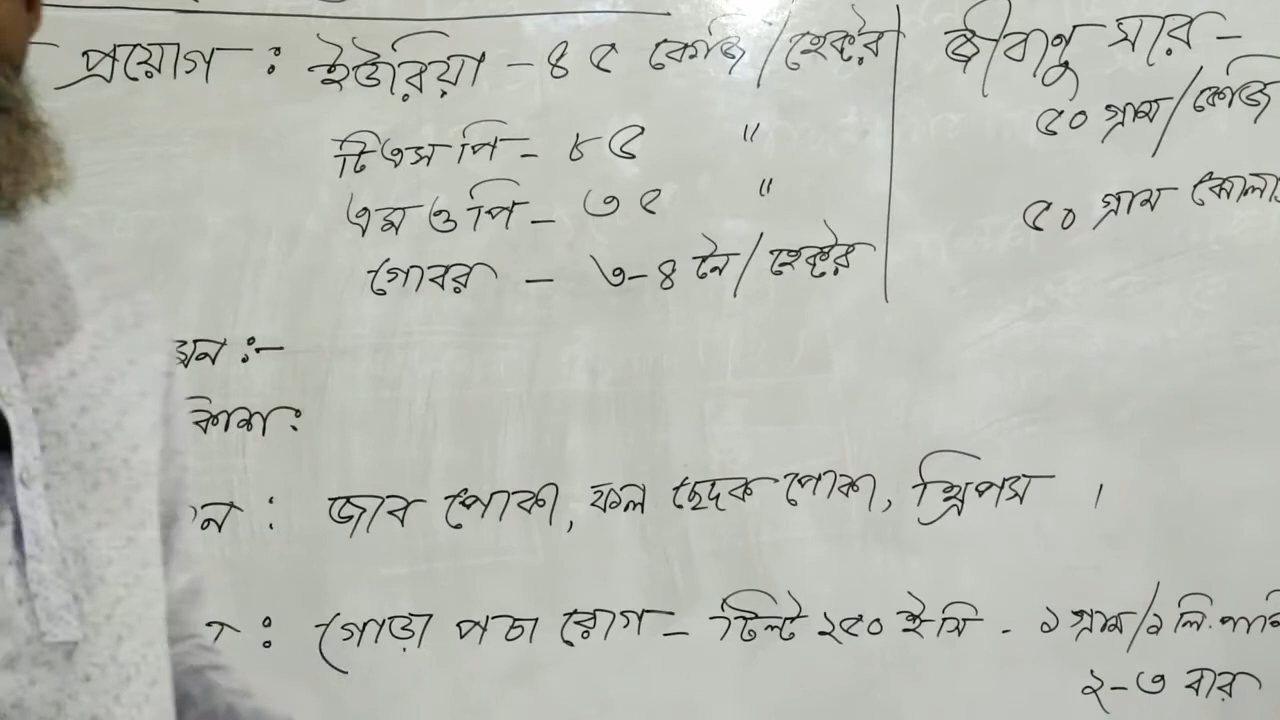 প্রয়োগ : ইউরিয়া - ৪৫ কেজি/হেক্টর
টিএসপি - ৮৫ "
এমওপি - ৩৫ "
গোবর - ৩-৪ টন/হেক্টর
জীবাণু সার -
৫০ গ্রাম/কেজি
৫০ গ্রাম
ন : জাব পোকা, ফল ছেদক পোকা, থ্রিপস ।
: গোড়া পচা রোগ - টিল্ট ২৫০ ইসি - ১ গ্রাম/১ লি. পানি
২-৩ বার